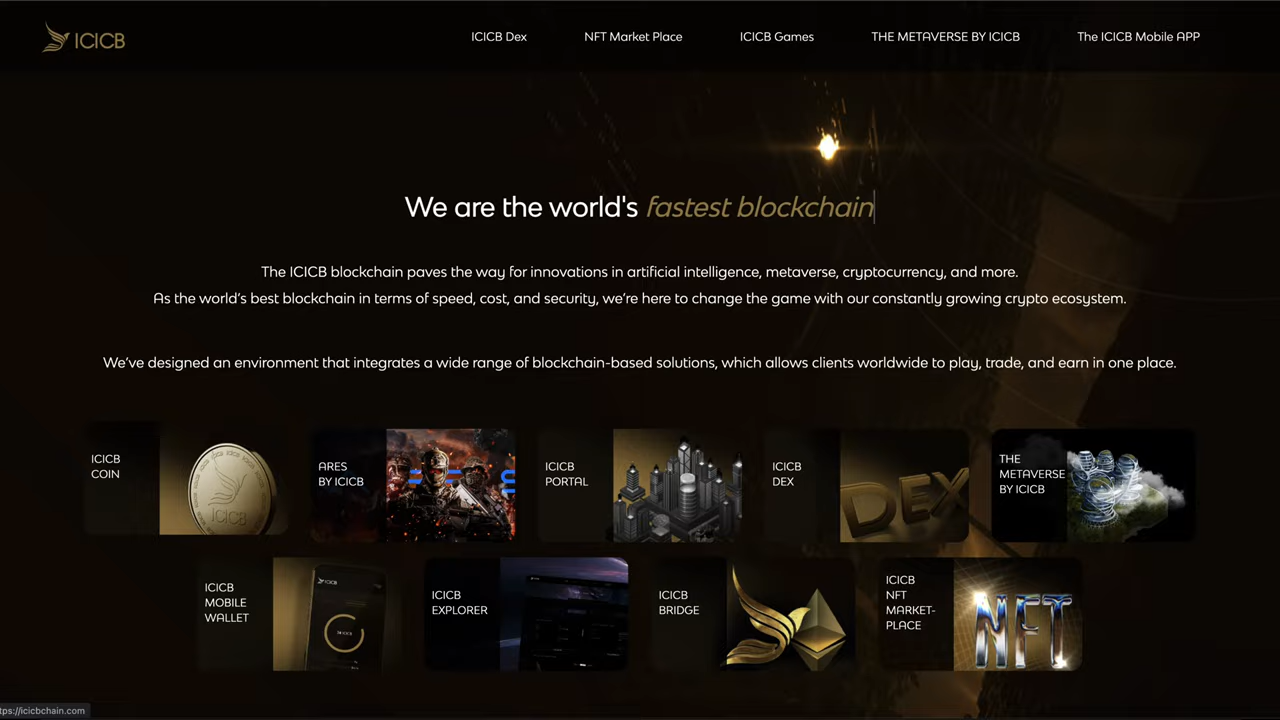 ICICB
ICICB Dex
NFT Market Place
ICICB Games
THE METAVERSE BY ICICB
The ICICB Mobile APP
We are the world's fastest blockchain
The ICICB blockchain paves the way for innovations in artificial intelligence, metaverse, cryptocurrency, and more.
As the world's best blockchain in terms of speed, cost, and security, we're here to change the game with our constantly growing crypto ecosystem.
We've designed an environment that integrates a wide range of blockchain-based solutions, which allows clients worldwide to play, trade, and earn in one place.
ICICB
COIN
ICICB
ARES
BY ICICB
ICICB
PORTAL
ICICB
DEX
DEX
THE
METAVERSE
BY ICICB
ICICB
MOBILE
WALLET
ICICB
ICICB
EXPLORER
ICICB
BRIDGE
ICICB
NFT
MARKET-
PLACE
NFT
tps://icicbchain.com